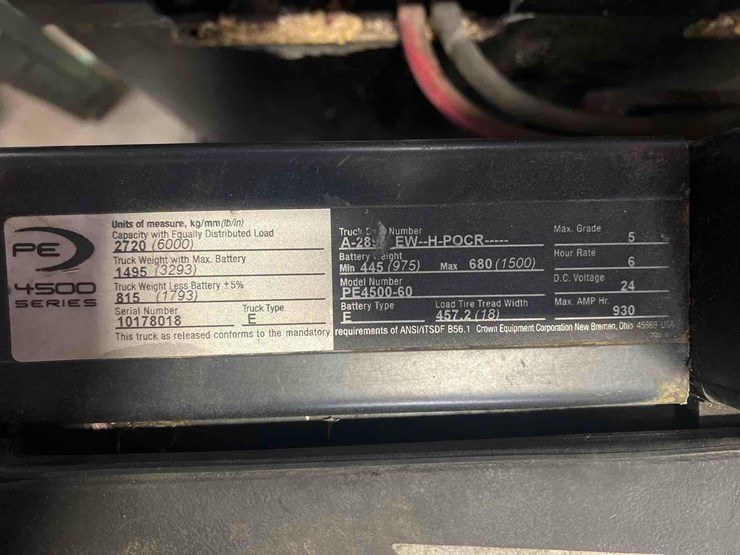 PE
4500
SERIES
Units of measure, kg/mm (lb/in)
Capacity with Equally Distributed Load
2720 (6000)
Truck Weight with Max. Battery
1495 (3293)
Truck Weight Less Battery ±5%
815 (1793)
Serial Number
10178018
Truck Type
E
Truck Number
EW--H-POCR-----
Battery
Min 445 (975) Max 680 (1500)
Model Number
PE4500-60
Battery Type
E
Load Tire Tread Width
457.2 (18)
Max. Grade
5 %
Hour Rate
6
D.C. Voltage
24
Max. AMP Hr.
930
This truck as released conforms to the mandatory requirements of ANSI/ITSDF B56.1 Crown Equipment Corporation New Bremen, Ohio 45869 USA